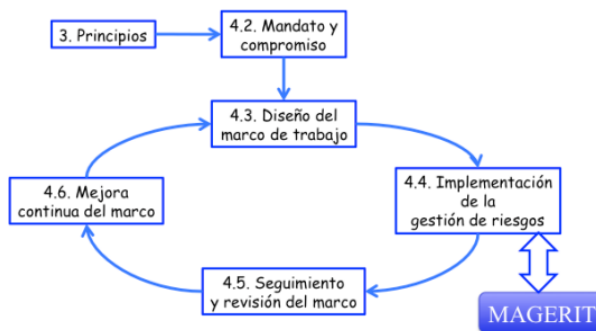 3. Principios
4.2. Mandato y
compromiso
4.3. Diseño del
marco de trabajo
4.6. Mejora
continua del marco
4.4. Implementación
de la
gestión de riesgos
4.5. Seguimiento
y revisión del marco
MAGERIT